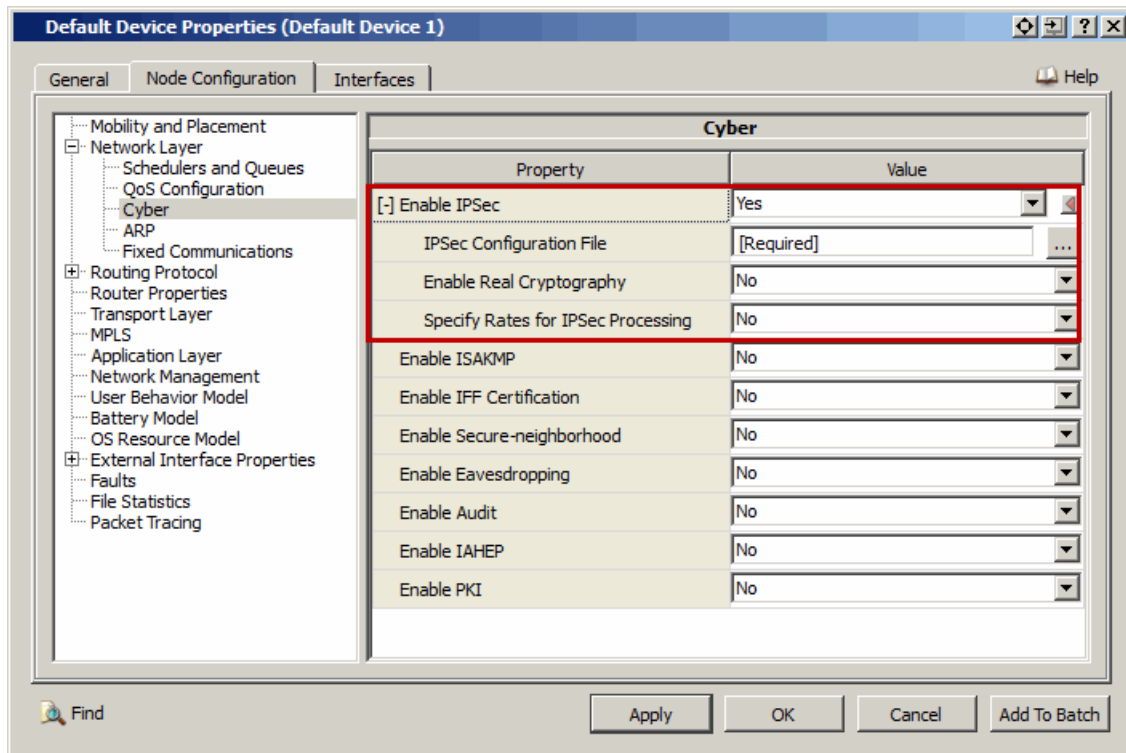 Default Device Properties (Default Device 1)
General Node Configuration Interfaces Help
Mobility and Placement
Network Layer
Schedulers and Queues
QoS Configuration
Cyber
ARP
Fixed Communications
Routing Protocol
Router Properties
Transport Layer
MPLS
Application Layer
Network Management
User Behavior Model
Battery Model
OS Resource Model
External Interface Properties
Faults
File Statistics
Packet Tracing
Cyber
Property Value
[-] Enable IPSec Yes
IPSec Configuration File [Required] ...
Enable Real Cryptography No
Specify Rates for IPSec Processing No
Enable ISAKMP No
Enable IFF Certification No
Enable Secure-neighborhood No
Enable Eavesdropping No
Enable Audit No
Enable IAHEP No
Enable PKI No
Find Apply OK Cancel Add To Batch